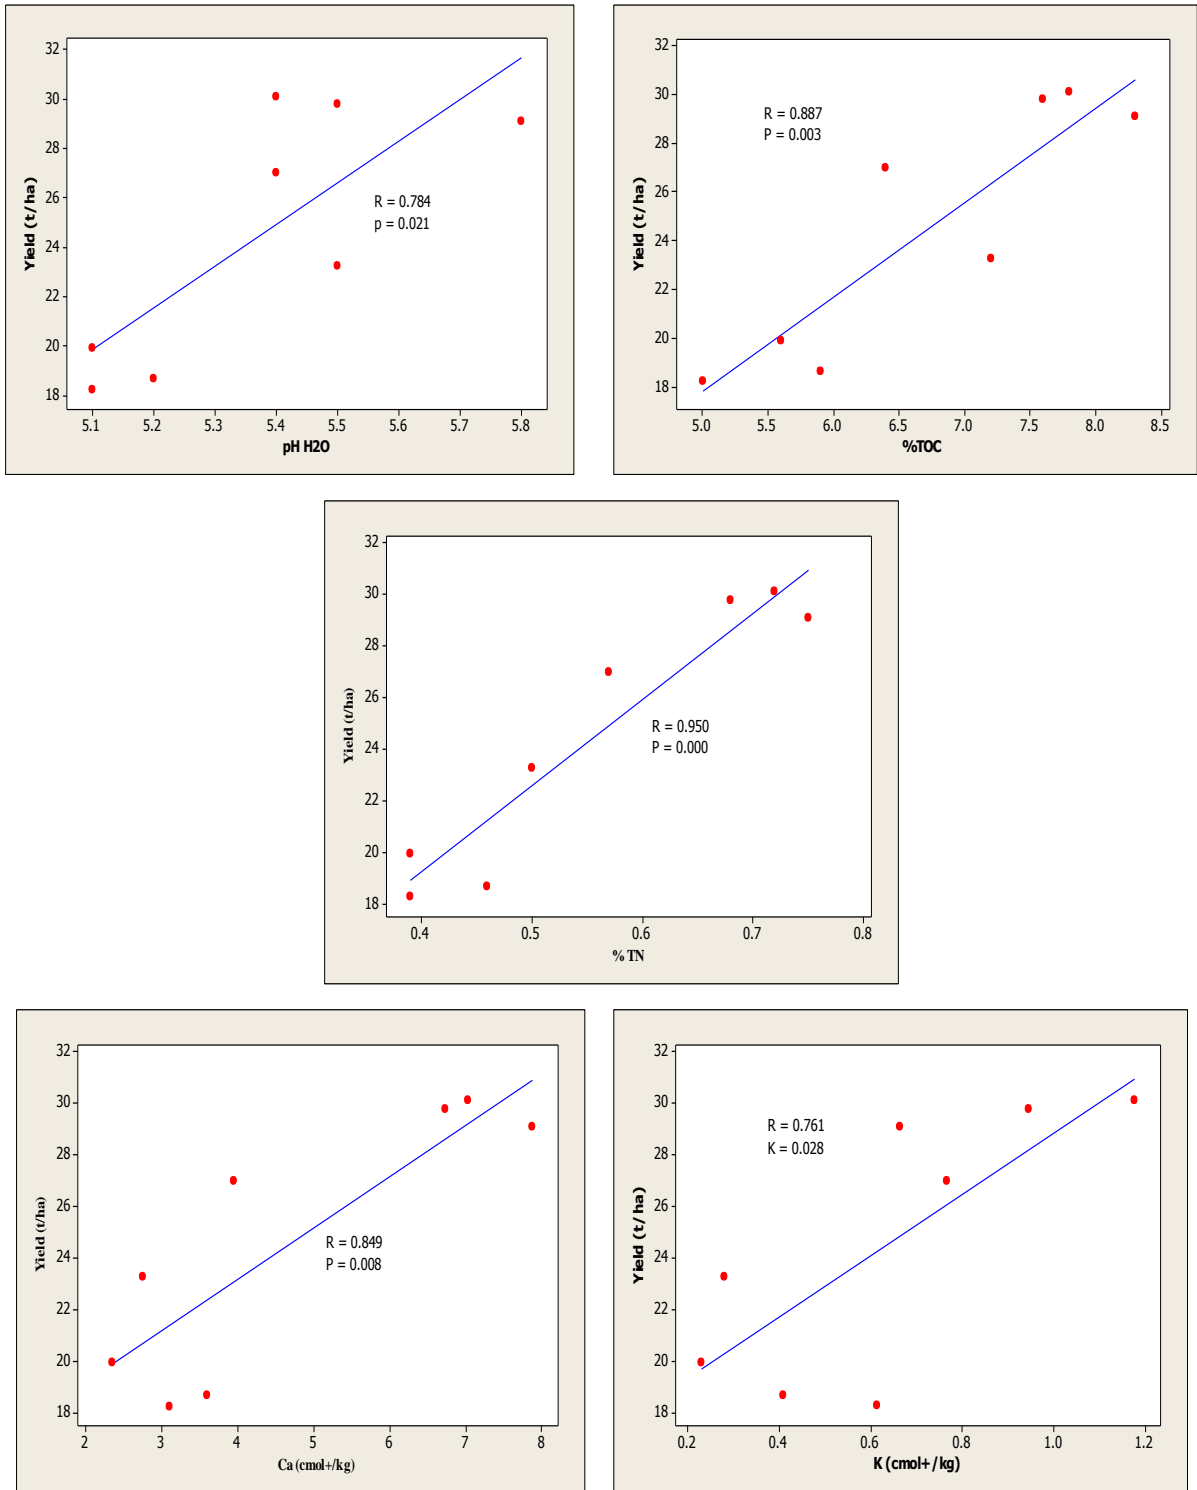 32
30
28
26
24
22
20
18
Yield (t/ha)
R = 0.784
p = 0.021
5.1 5.2 5.3 5.4 5.5 5.6 5.7 5.8
pH H2O
32
30
28
26
24
22
20
18
Yield (t/ha)
R = 0.887
P = 0.003
5.0 5.5 6.0 6.5 7.0 7.5 8.0 8.5
%TOC
32
30
28
26
24
22
20
18
Yield (t/ha)
R = 0.950
P = 0.000
0.4 0.5 0.6 0.7 0.8
% TN
32
30
28
26
24
22
20
18
Yield (t/ha)
R = 0.849
P = 0.008
2 3 4 5 6 7 8
Ca (cmol+/kg)
32
30
28
26
24
22
20
18
Yield (t/ha)
R = 0.761
K = 0.028
0.2 0.4 0.6 0.8 1.0 1.2
K (cmol+/kg)